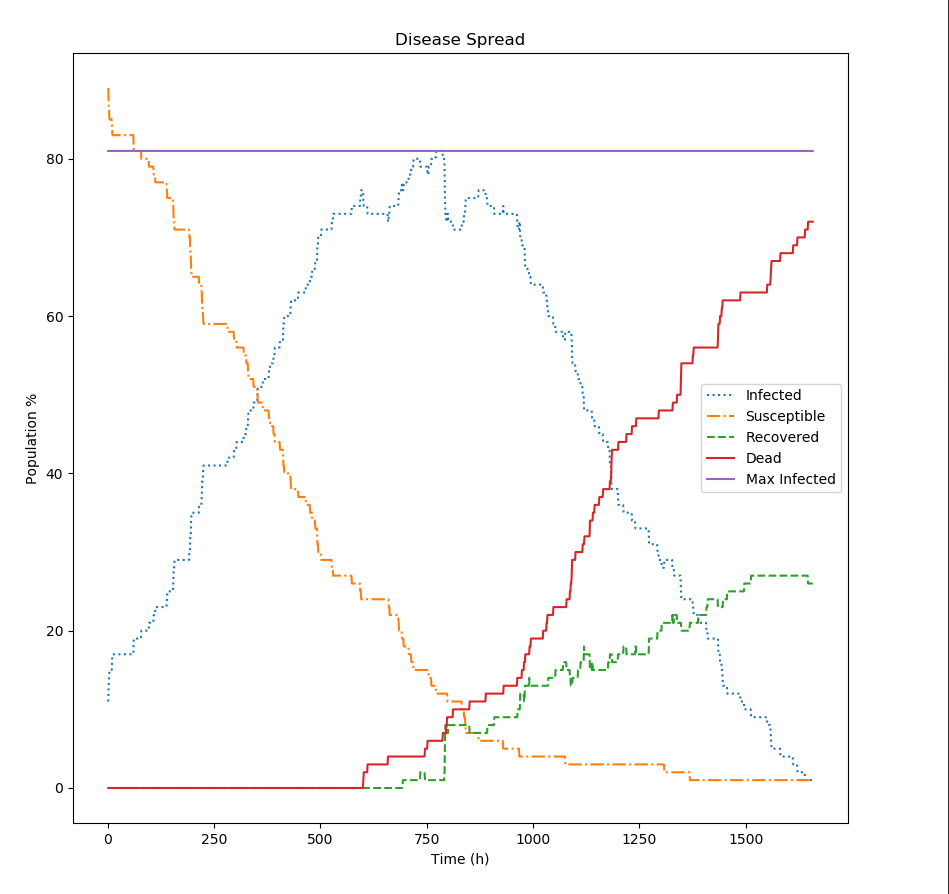 Disease Spread
Population %
80
60
40
20
0
Infected
Susceptible
Recovered
Dead
Max Infected
0 250 500 750 1000 1250 1500
Time (h)